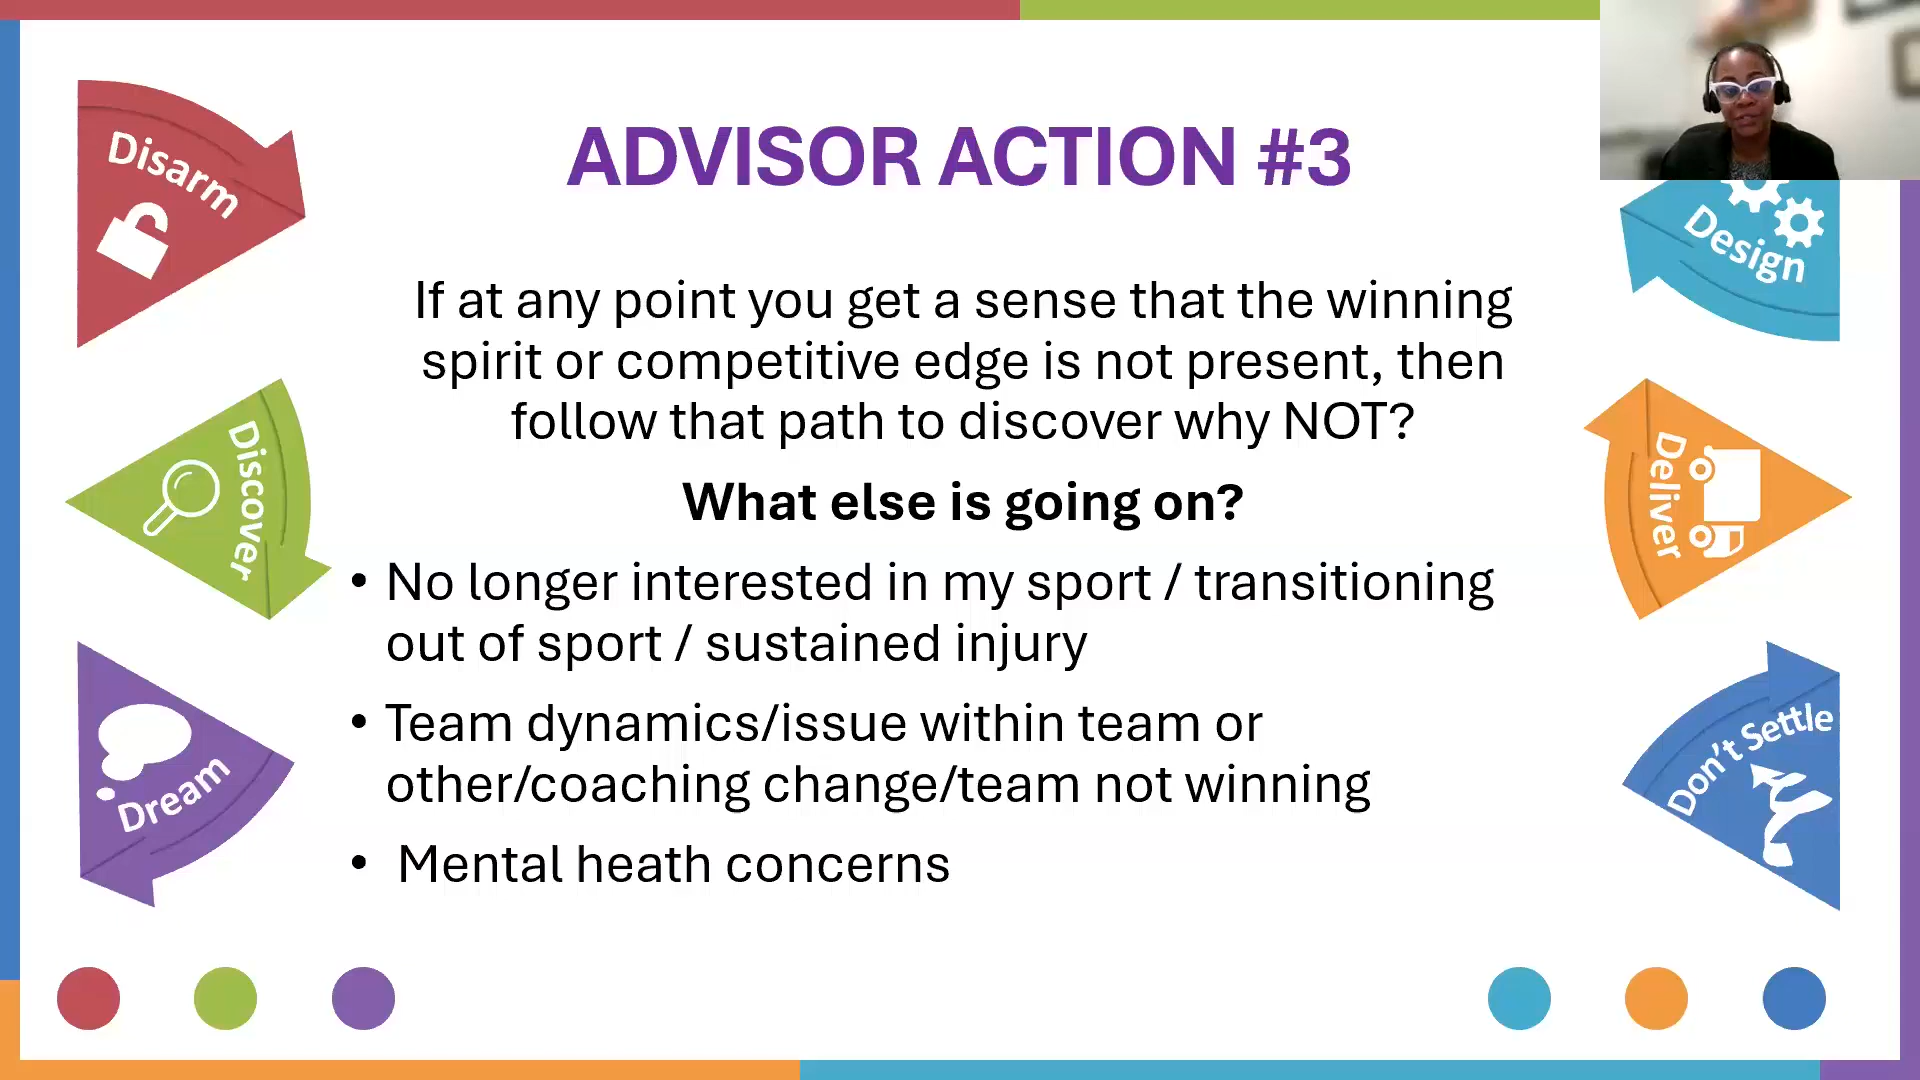 ADVISOR ACTION #3
If at any point you get a sense that the winning
spirit or competitive edge is not present, then
follow that path to discover why NOT?
What else is going on?
• No longer interested in my sport / transitioning
out of sport / sustained injury
• Team dynamics/issue within team or
other/coaching change/team not winning
• Mental heath concerns
Disarm
Discover
Dream
Design
Deliver
Don't Settle